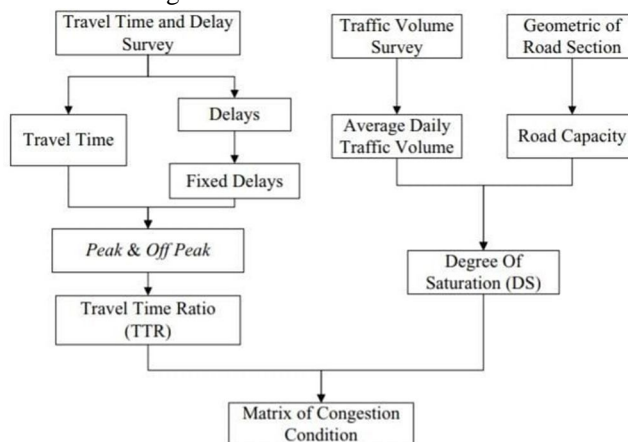 Travel Time and Delay
Survey
Traffic Volume
Survey
Geometric of
Road Section
Travel Time
Delays
Average Daily
Traffic Volume
Road Capacity
Fixed Delays
Peak & Off Peak
Degree Of
Saturation (DS)
Travel Time Ratio
(TTR)
Matrix of Congestion
Condition